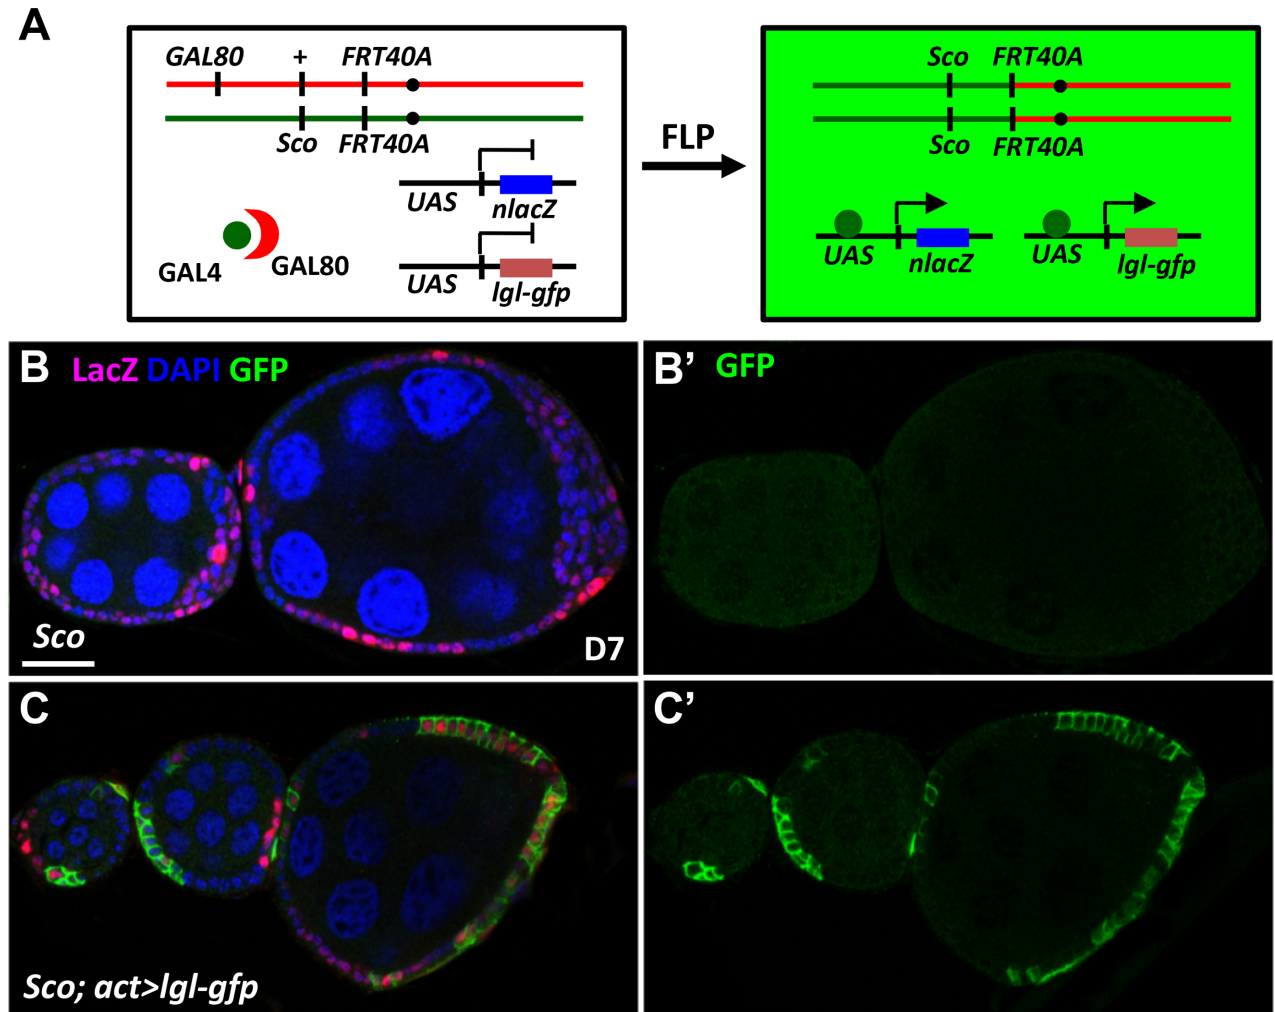 A
GAL80 + FRT40A
Sco FRT40A
UAS nlacZ
GAL4 GAL80
UAS lgl-gfp
FLP
Sco FRT40A
Sco FRT40A
UAS nlacZ
UAS lgl-gfp
B LacZ DAPI GFP
Sco
D7
B’ GFP
C
Sco; act>lgl-gfp
C’